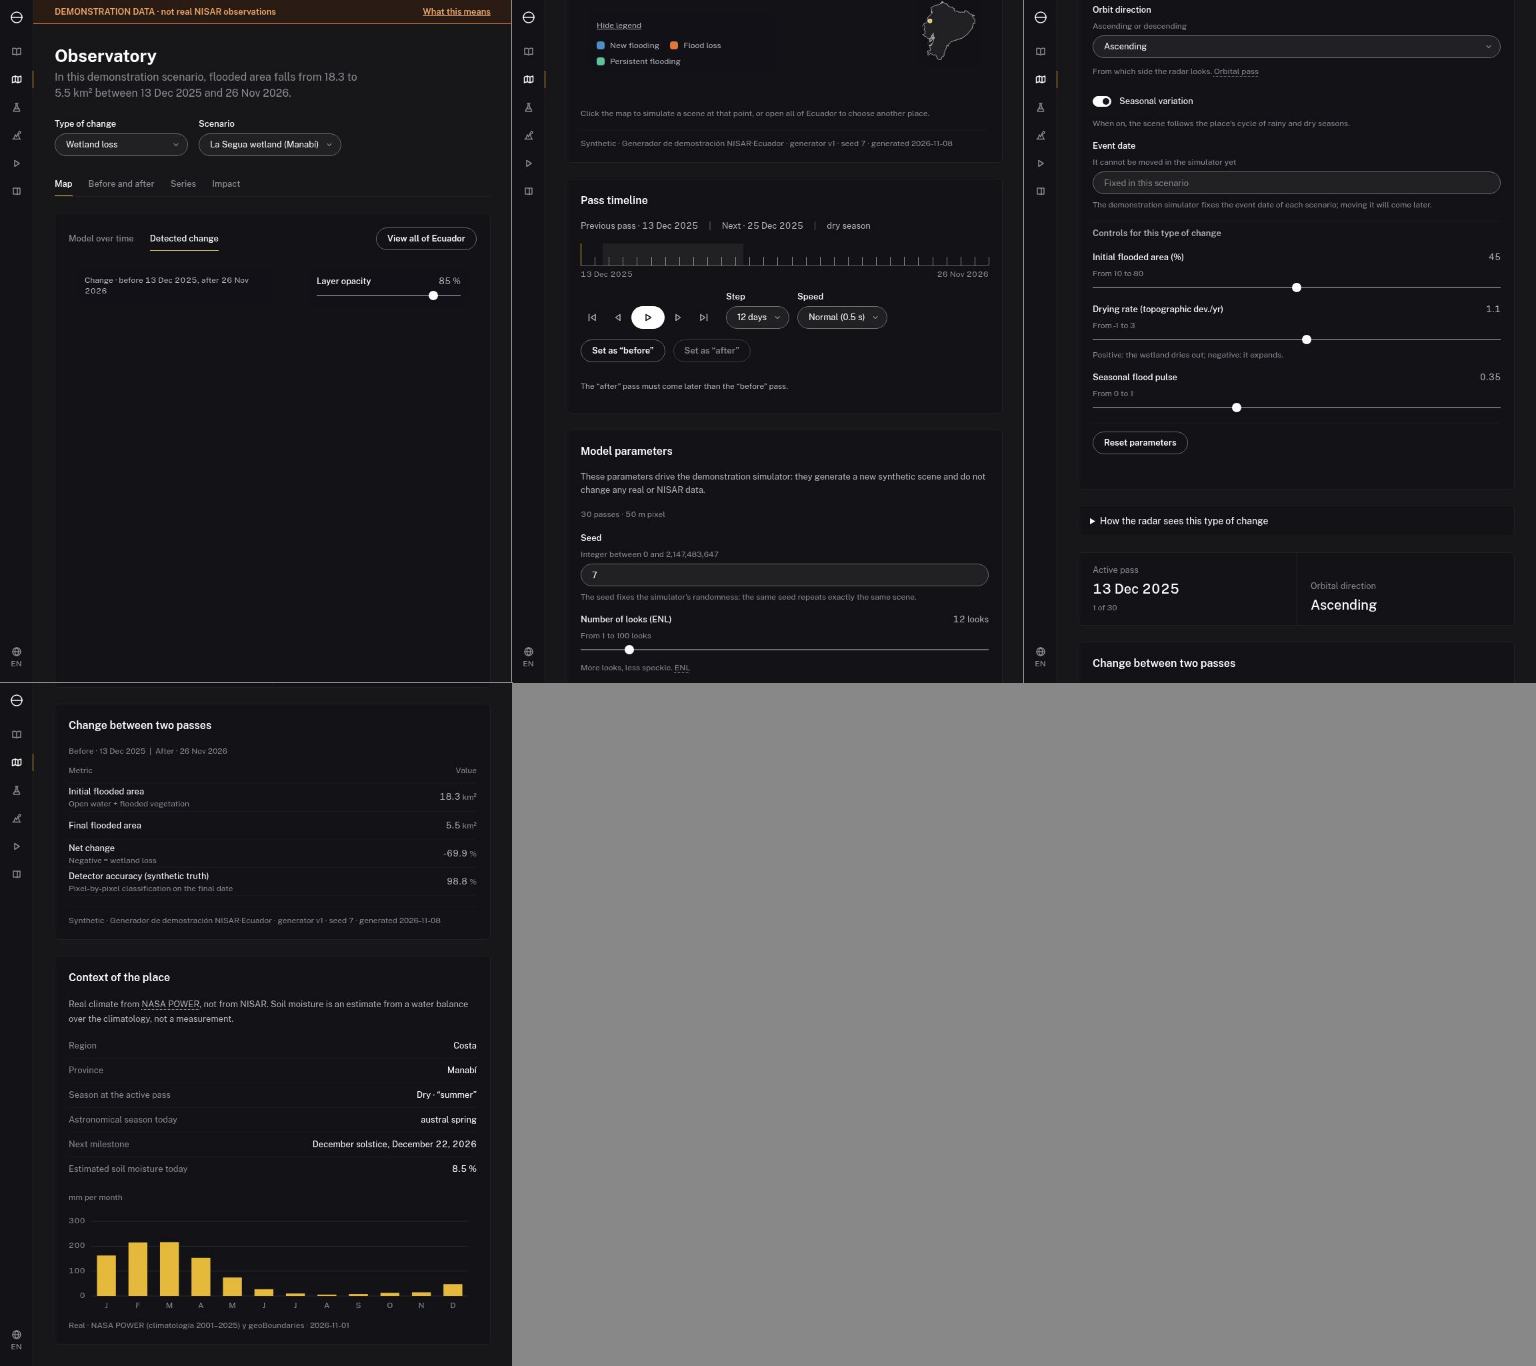 DEMONSTRATION DATA · not real NISAR observations
What this means
Observatory
In this demonstration scenario, flooded area falls from 18.3 to
5.5 km² between 13 Dec 2025 and 26 Nov 2026.
Type of change
Scenario
Wetland loss
La Segua wetland (Manabí)
Map
Before and after
Series
Impact
Model over time
Detected change
View all of Ecuador
Change · before 13 Dec 2025, after 26 Nov
2026
Layer opacity
85 %
EN
Hide legend
New flooding
Flood loss
Persistent flooding
Click the map to simulate a scene at that point, or open all of Ecuador to choose another place.
Synthetic · Generador de demostración NISAR-Ecuador · generator v1 · seed 7 · generated 2026-11-08
Pass timeline
Previous pass · 13 Dec 2025 | Next · 25 Dec 2025 | dry season
13 Dec 2025
26 Nov 2026
Step
Speed
12 days
Normal (0.5 s)
Set as “before”
Set as “after”
The “after” pass must come later than the “before” pass.
Model parameters
These parameters drive the demonstration simulator: they generate a new synthetic scene and do not
change any real or NISAR data.
30 passes · 50 m pixel
Seed
Integer between 0 and 2,147,483,647
7
The seed fixes the simulator's randomness: the same seed repeats exactly the same scene.
Number of looks (ENL)
12 looks
From 1 to 100 looks
More looks, less speckle. ENL
EN
Orbit direction
Ascending or descending
Ascending
From which side the radar looks. Orbital pass
Seasonal variation
When on, the scene follows the place's cycle of rainy and dry seasons.
Event date
It cannot be moved in the simulator yet
Fixed in this scenario
The demonstration simulator fixes the event date of each scenario; moving it will come later.
Controls for this type of change
Initial flooded area (%)
45
From 10 to 80
Drying rate (topographic dev./yr)
1.1
From -1 to 3
Positive: the wetland dries out; negative: it expands.
Seasonal flood pulse
0.35
From 0 to 1
Reset parameters
How the radar sees this type of change
Active pass
13 Dec 2025
1 of 30
Orbital direction
Ascending
Change between two passes
EN
Change between two passes
Before · 13 Dec 2025 | After · 26 Nov 2026
Metric
Value
Initial flooded area
Open water + flooded vegetation
18.3 km²
Final flooded area
5.5 km²
Net change
Negative = wetland loss
-69.9 %
Detector accuracy (synthetic truth)
Pixel-by-pixel classification on the final date
98.8 %
Synthetic · Generador de demostración NISAR-Ecuador · generator v1 · seed 7 · generated 2026-11-08
Context of the place
Real climate from NASA POWER, not from NISAR. Soil moisture is an estimate from a water balance
over the climatology, not a measurement.
Region
Costa
Province
Manabí
Season at the active pass
Dry · “summer”
Astronomical season today
austral spring
Next milestone
December solstice, December 22, 2026
Estimated soil moisture today
8.5 %
mm per month
300
200
100
0
J F M A M J J A S O N D
Real · NASA POWER (climatología 2001–2025) y geoBoundaries · 2026-11-01
EN